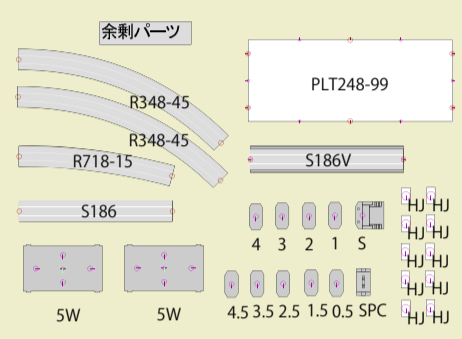 余剰パーツ
R348-45
R348-45
R718-15
S186
5W
5W
PLT248-99
S186V
4 3 2 1 S
4.5 3.5 2.5 1.5 0.5 SPC
HJ HJ
HJ HJ
HJ HJ
HJ HJ
HJ HJ